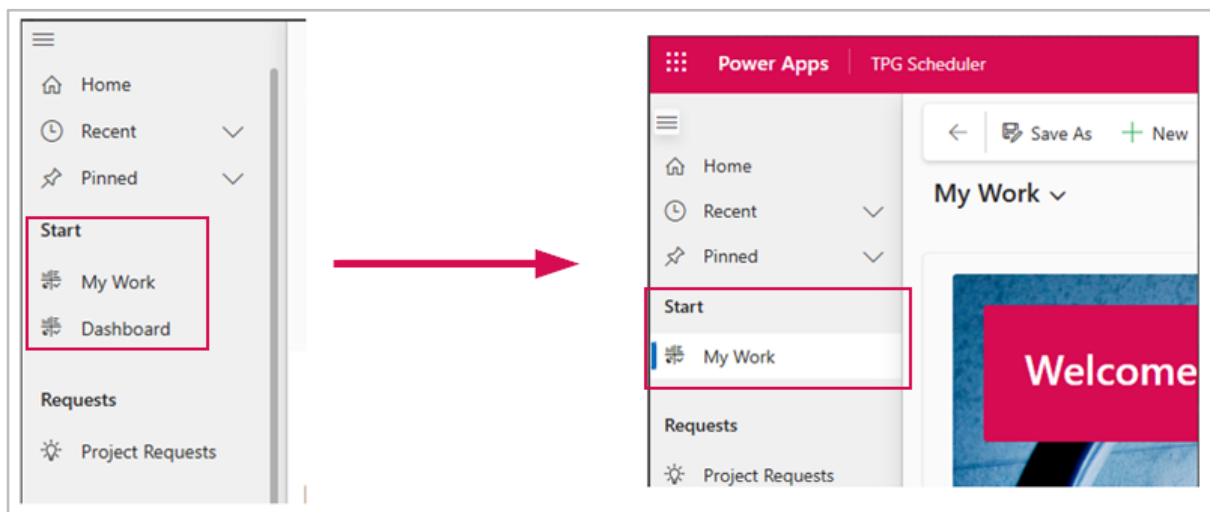 Home
Recent
Pinned
Start
My Work
Dashboard
Requests
Project Requests
Power Apps TPG Scheduler
Save As New
Home
My Work
Recent
Pinned
Start
My Work
Welcome
Requests
Project Requests